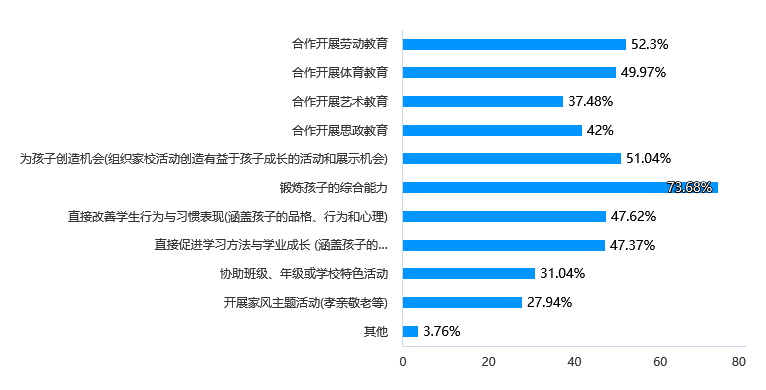 合作开展劳动教育 52.3%
合作开展体育教育 49.97%
合作开展艺术教育 37.48%
合作开展思政教育 42%
为孩子创造机会(组织家校活动创造有益于孩子成长的活动和展示机会) 51.04%
锻炼孩子的综合能力 73.68%
直接改善学生行为与习惯表现(涵盖孩子的品格、行为和心理) 47.62%
直接促进学习方法与学业成长 (涵盖孩子的... 47.37%
协助班级、年级或学校特色活动 31.04%
开展家风主题活动(孝亲敬老等) 27.94%
其他 3.76%
0 20 40 60 80